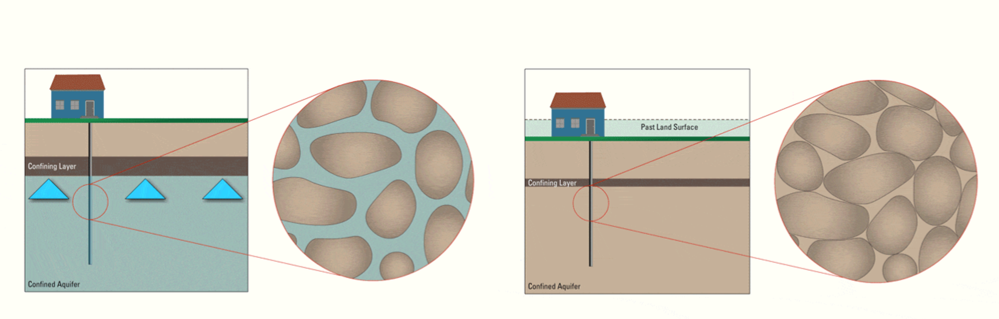 Confining Layer
Confined Aquifer
Past Land Surface
Confining Layer
Confined Aquifer